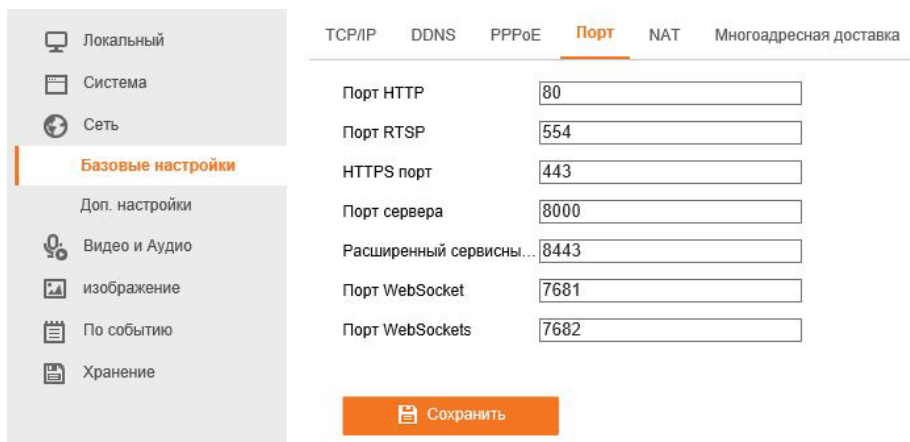 Локальный
Система
Сеть
Базовые настройки
Доп. настройки
Видео и Аудио
изображение
По событию
Хранение
TCP/IP DDNS PPPoE Порт NAT Многоадресная доставка
Порт HTTP 80
Порт RTSP 554
HTTPS порт 443
Порт сервера 8000
Расширенный сервисны... 8443
Порт WebSocket 7681
Порт WebSockets 7682
Сохранить